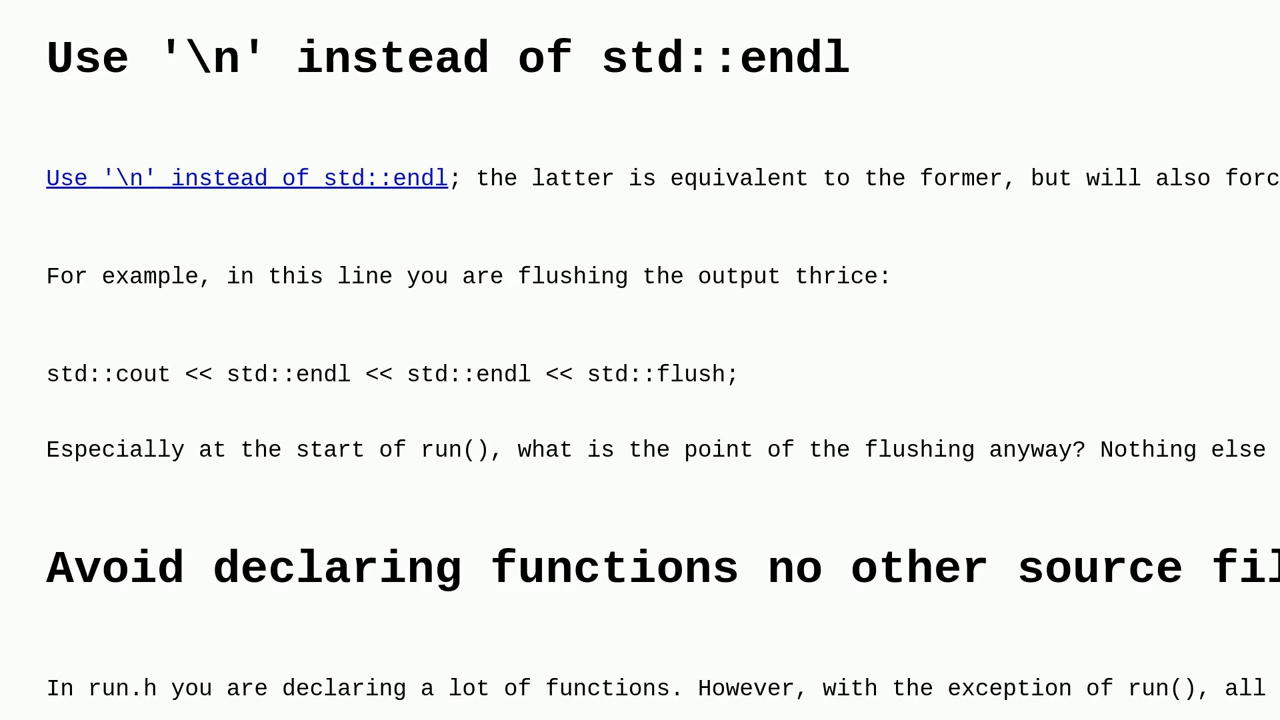 Use '\n' instead of std::endl
Use '\n' instead of std::endl; the latter is equivalent to the former, but will also forc
For example, in this line you are flushing the output thrice:
std::cout << std::endl << std::endl << std::flush;
Especially at the start of run(), what is the point of the flushing anyway? Nothing else
Avoid declaring functions no other source fil
In run.h you are declaring a lot of functions. However, with the exception of run(), all